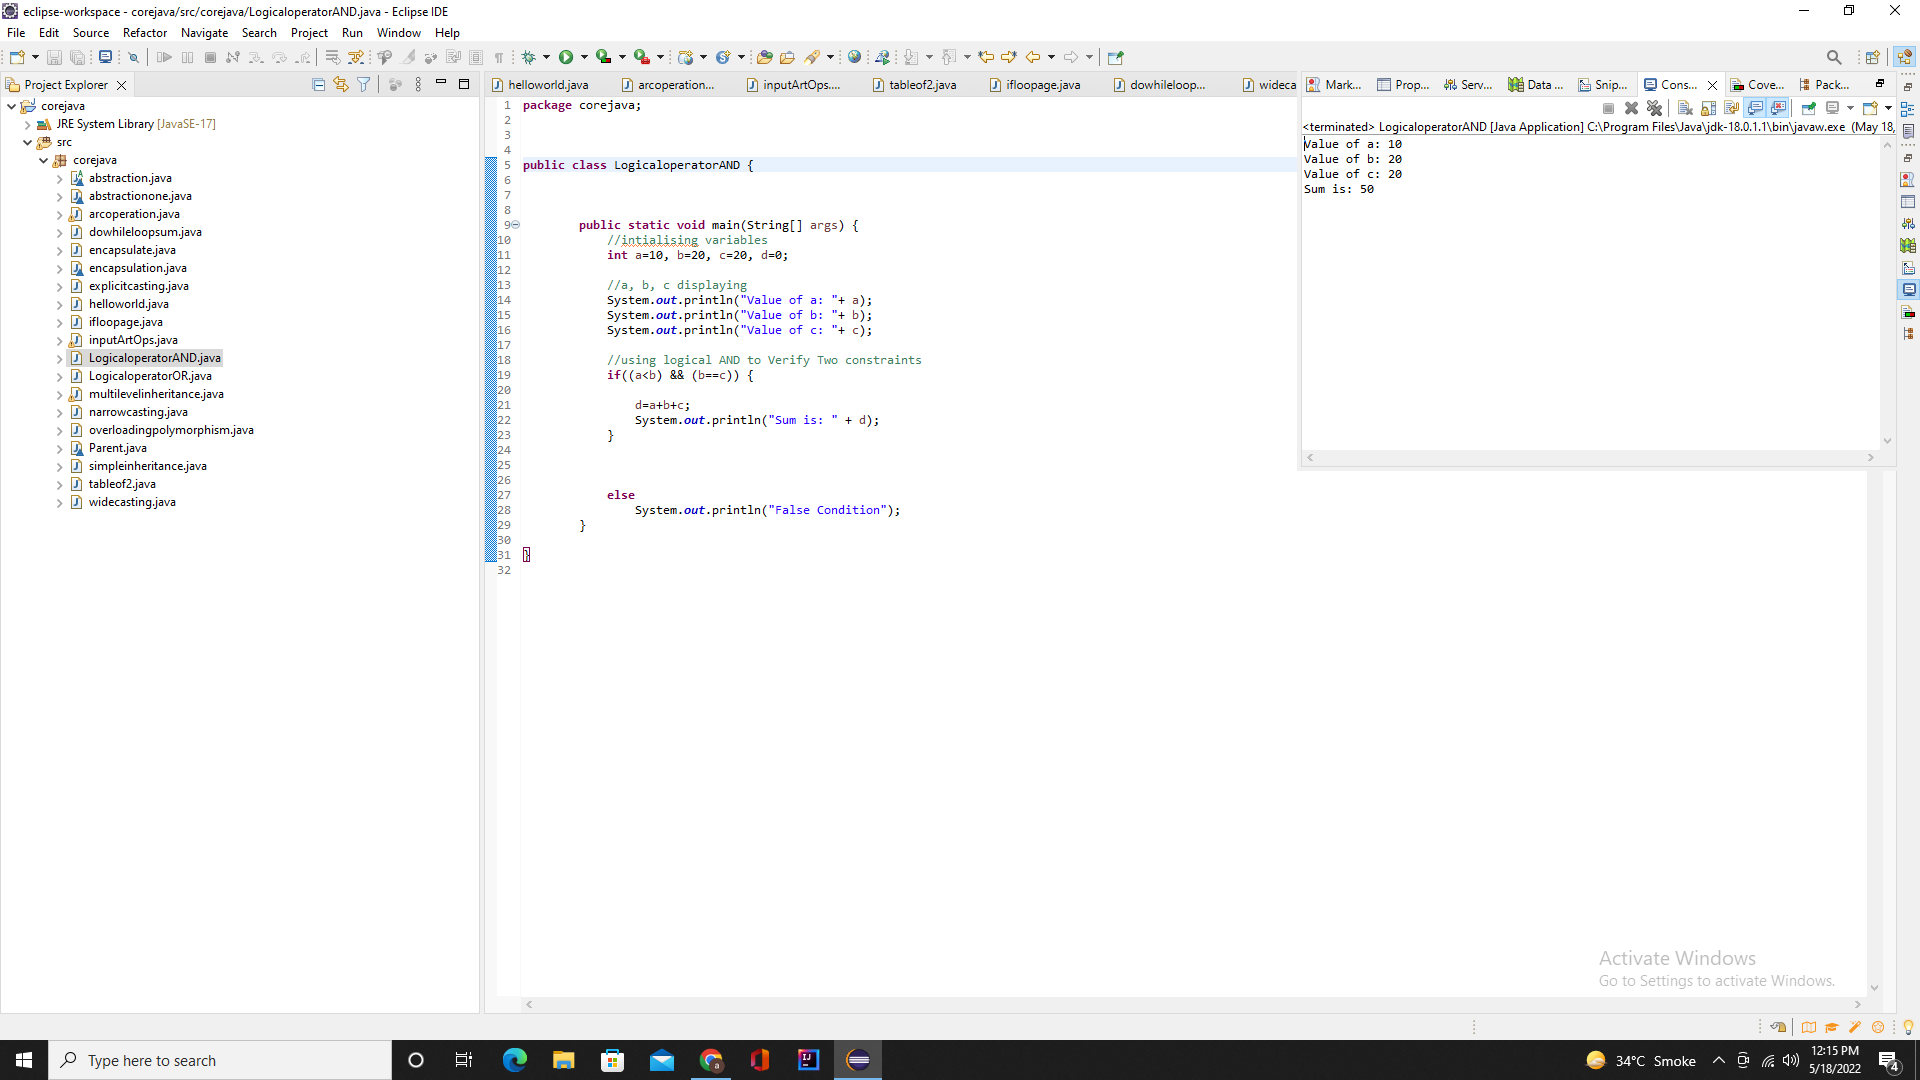 eclipse-workspace - corejava/src/corejava/LogicaloperatorAND.java - Eclipse IDE
File Edit Source Refactor Navigate Search Project Run Window Help
Project Explorer
corejava
JRE System Library [JavaSE-17]
src
corejava
abstraction.java
abstractionone.java
arcoperation.java
dowhileloopsum.java
encapsulate.java
encapsulation.java
explicitcasting.java
helloworld.java
ifloopage.java
inputArtOps.java
LogicaloperatorAND.java
LogicaloperatorOR.java
multilevelinheritance.java
narrowcasting.java
overloadingpolymorphism.java
Parent.java
simpleinheritance.java
tableof2.java
widecasting.java
helloworld.java arcoperation... inputArtOps.... tableof2.java ifloopage.java dowhileloop... wideca
1 package corejava;
2
3
4
5 public class LogicaloperatorAND {
6
7
8
9 public static void main(String[] args) {
10 //intialising variables
11 int a=10, b=20, c=20, d=0;
12
13 //a, b, c displaying
14 System.out.println("Value of a: "+ a);
15 System.out.println("Value of b: "+ b);
16 System.out.println("Value of c: "+ c);
17
18 //using logical AND to Verify Two constraints
19 if((a<b) && (b==c)) {
20
21 d=a+b+c;
22 System.out.println("Sum is: " + d);
23 }
24
25
26
27 else
28 System.out.println("False Condition");
29 }
30
31 }
32
Mark... Prop... Serv... Data ... Snip... Cons... Cove... Pack...
<terminated> LogicaloperatorAND [Java Application] C:\Program Files\Java\jdk-18.0.1.1\bin\javaw.exe (May 18,
Value of a: 10
Value of b: 20
Value of c: 20
Sum is: 50
Activate Windows
Go to Settings to activate Windows.
Type here to search
34°C Smoke
12:15 PM
5/18/2022
4